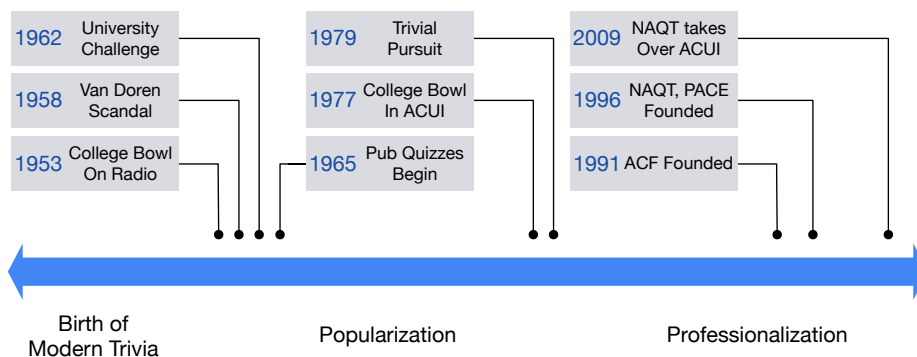 1962 University
Challenge
1958 Van Doren
Scandal
1953 College Bowl
On Radio
1979 Trivial
Pursuit
1977 College Bowl
In ACUI
1965 Pub Quizzes
Begin
2009 NAQT takes
Over ACUI
1996 NAQT, PACE
Founded
1991 ACF Founded
Birth of
Modern Trivia
Popularization
Professionalization